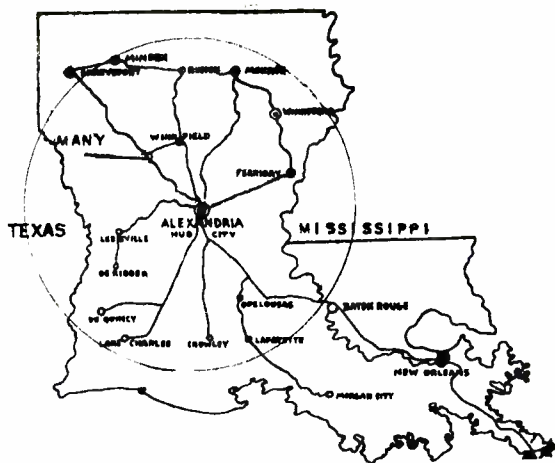 MINDEN
SHREVEPORT
RUSTON
MONROE
WINNSBORO
WINNFIELD
MANY
FERRIDAY
TEXAS
ALEXANDRIA
HUB CITY
MISSISSIPPI
LEESVILLE
DE RIDDER
OPELOUSAS
BATON ROUGE
DE QUINCY
LAKE CHARLES
CROWLEY
LAFAYETTE
NEW ORLEANS
MORGAN CITY